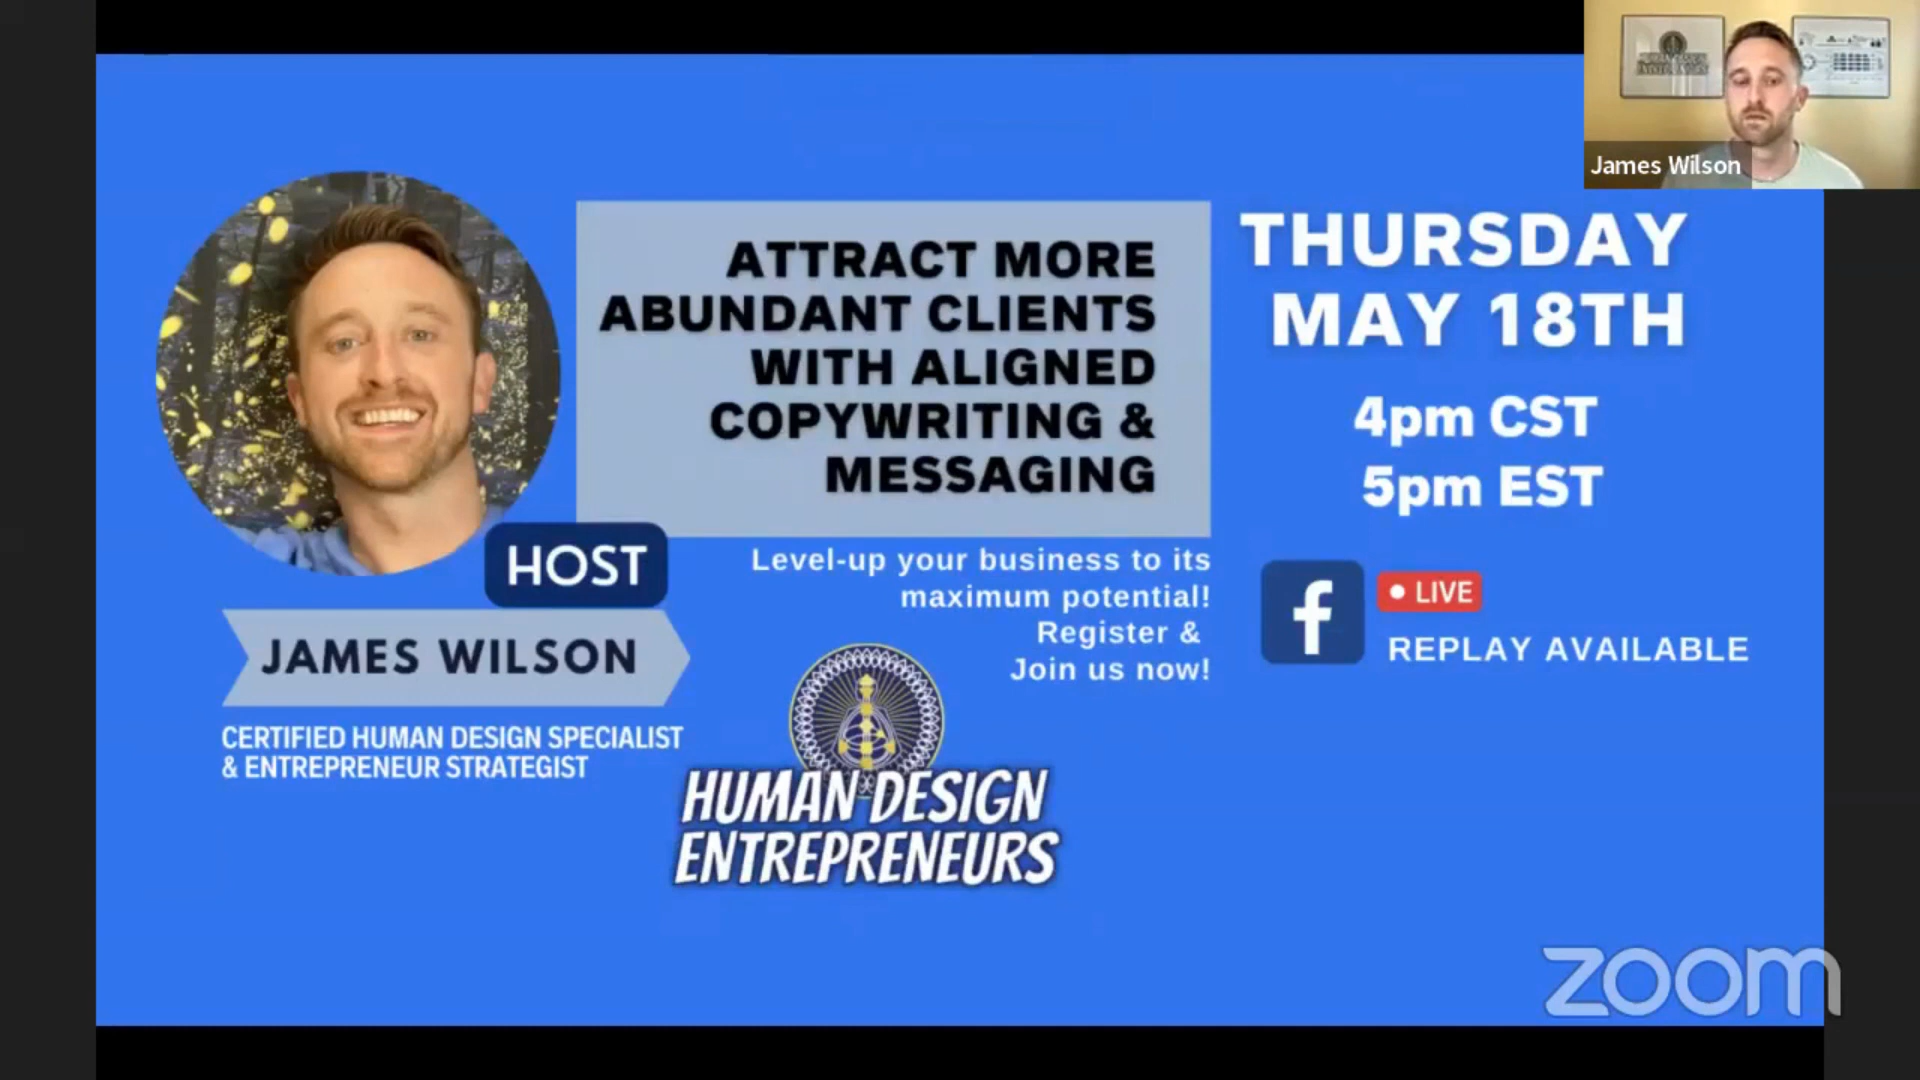 James Wilson
ATTRACT MORE
ABUNDANT CLIENTS
WITH ALIGNED
COPYWRITING &
MESSAGING
THURSDAY
MAY 18TH
4pm CST
5pm EST
HOST
JAMES WILSON
CERTIFIED HUMAN DESIGN SPECIALIST
& ENTREPRENEUR STRATEGIST
Level-up your business to its
maximum potential!
Register &
Join us now!
HUMAN DESIGN
ENTREPRENEURS
f
LIVE
REPLAY AVAILABLE
zoom